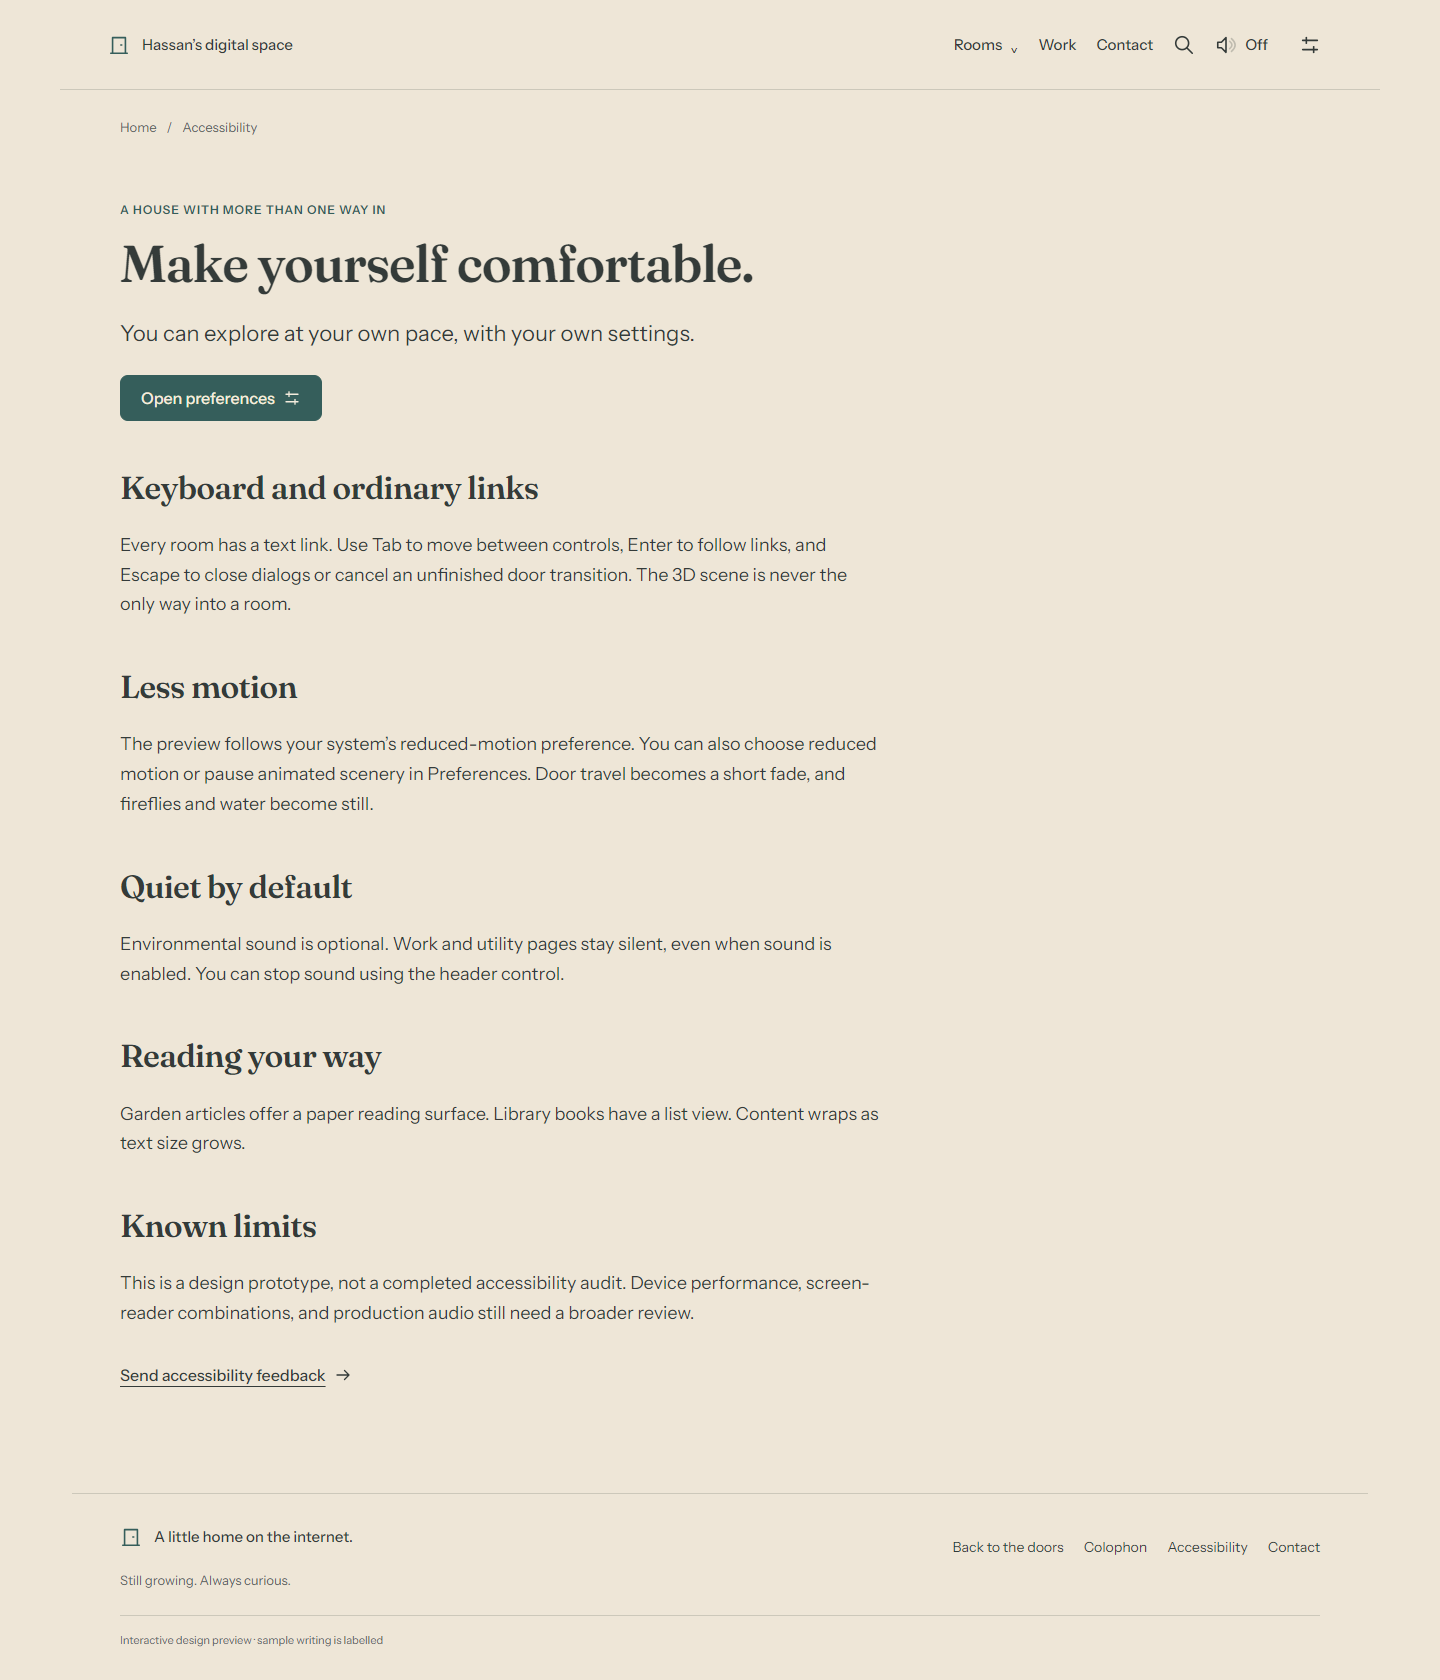 Hassan’s digital space
Rooms Work Contact Off
Home / Accessibility
A HOUSE WITH MORE THAN ONE WAY IN
Make yourself comfortable.
You can explore at your own pace, with your own settings.
Open preferences
Keyboard and ordinary links
Every room has a text link. Use Tab to move between controls, Enter to follow links, and
Escape to close dialogs or cancel an unfinished door transition. The 3D scene is never the
only way into a room.
Less motion
The preview follows your system’s reduced-motion preference. You can also choose reduced
motion or pause animated scenery in Preferences. Door travel becomes a short fade, and
fireflies and water become still.
Quiet by default
Environmental sound is optional. Work and utility pages stay silent, even when sound is
enabled. You can stop sound using the header control.
Reading your way
Garden articles offer a paper reading surface. Library books have a list view. Content wraps as
text size grows.
Known limits
This is a design prototype, not a completed accessibility audit. Device performance, screen-
reader combinations, and production audio still need a broader review.
Send accessibility feedback →
A little home on the internet.
Back to the doors Colophon Accessibility Contact
Still growing. Always curious.
Interactive design preview · sample writing is labelled